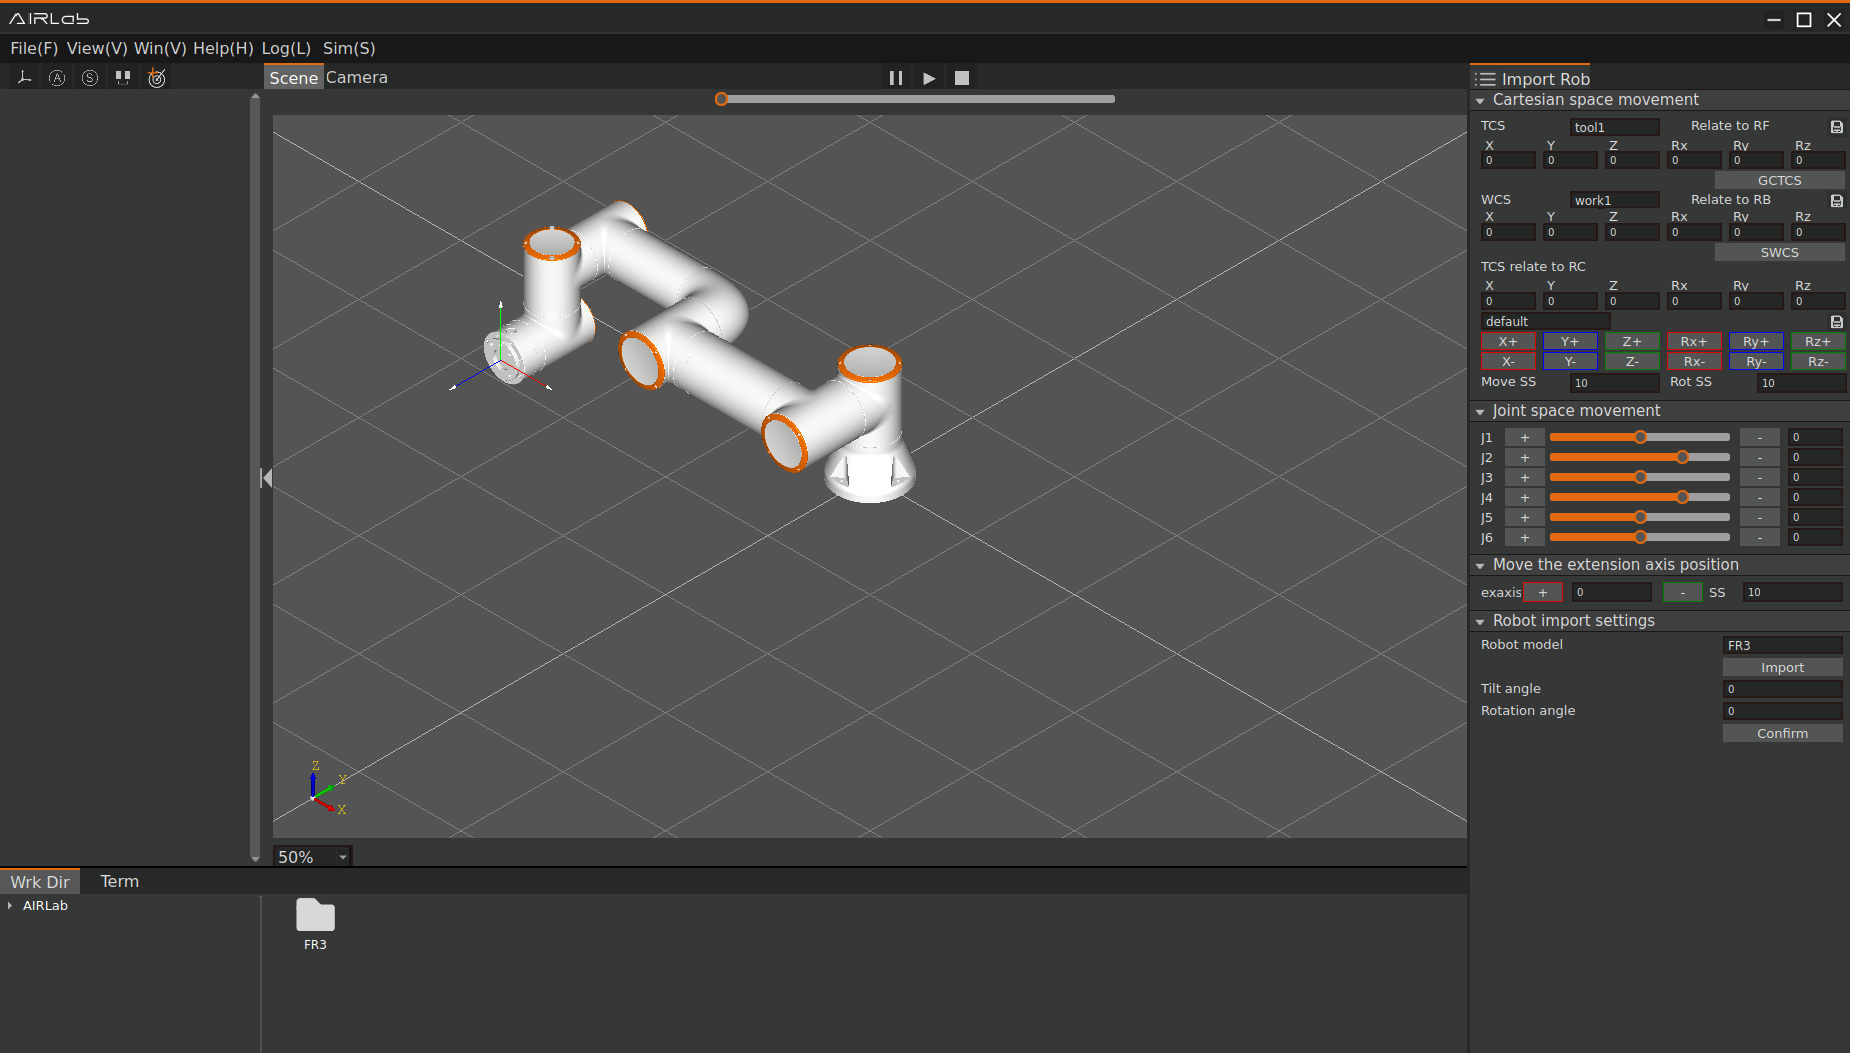 AIRLab
File(F) View(V) Win(V) Help(H) Log(L) Sim(S)
A S
Scene Camera
Import Rob
Cartesian space movement
TCS tool1 Relate to RF
X Y Z Rx Ry Rz
0 0 0 0 0 0
GCTCS
WCS work1 Relate to RB
X Y Z Rx Ry Rz
0 0 0 0 0 0
SWCS
TCS relate to RC
X Y Z Rx Ry Rz
0 0 0 0 0 0
default
X+ Y+ Z+ Rx+ Ry+ Rz+
X- Y- Z- Rx- Ry- Rz-
Move SS 10 Rot SS 10
Joint space movement
J1 + - 0
J2 + - 0
J3 + - 0
J4 + - 0
J5 + - 0
J6 + - 0
Move the extension axis position
exaxis + 0 - SS 10
Robot import settings
Robot model FR3
Import
Tilt angle 0
Rotation angle 0
Confirm
Z
Y
X
50%
Wrk Dir Term
AIRLab
FR3